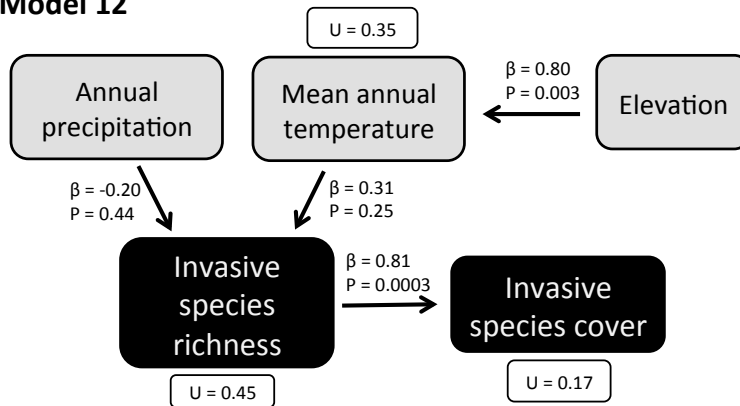 Model 12
U = 0.35
Annual
precipitation
Mean annual
temperature
β = 0.80
P = 0.003
Elevation
β = -0.20
P = 0.44
β = 0.31
P = 0.25
Invasive
species
richness
β = 0.81
P = 0.0003
Invasive
species cover
U = 0.45
U = 0.17